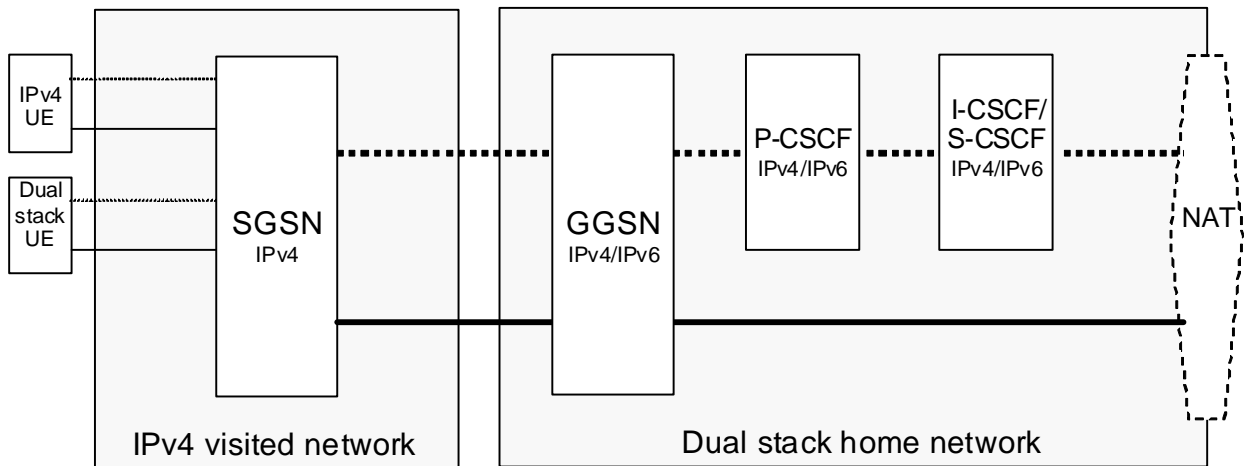 IPv4
UE
Dual
stack
UE
SGSN
IPv4
IPv4 visited network
GGSN
IPv4/IPv6
P-CSCF
IPv4/IPv6
I-CSCF/
S-CSCF
IPv4/IPv6
NAT
Dual stack home network